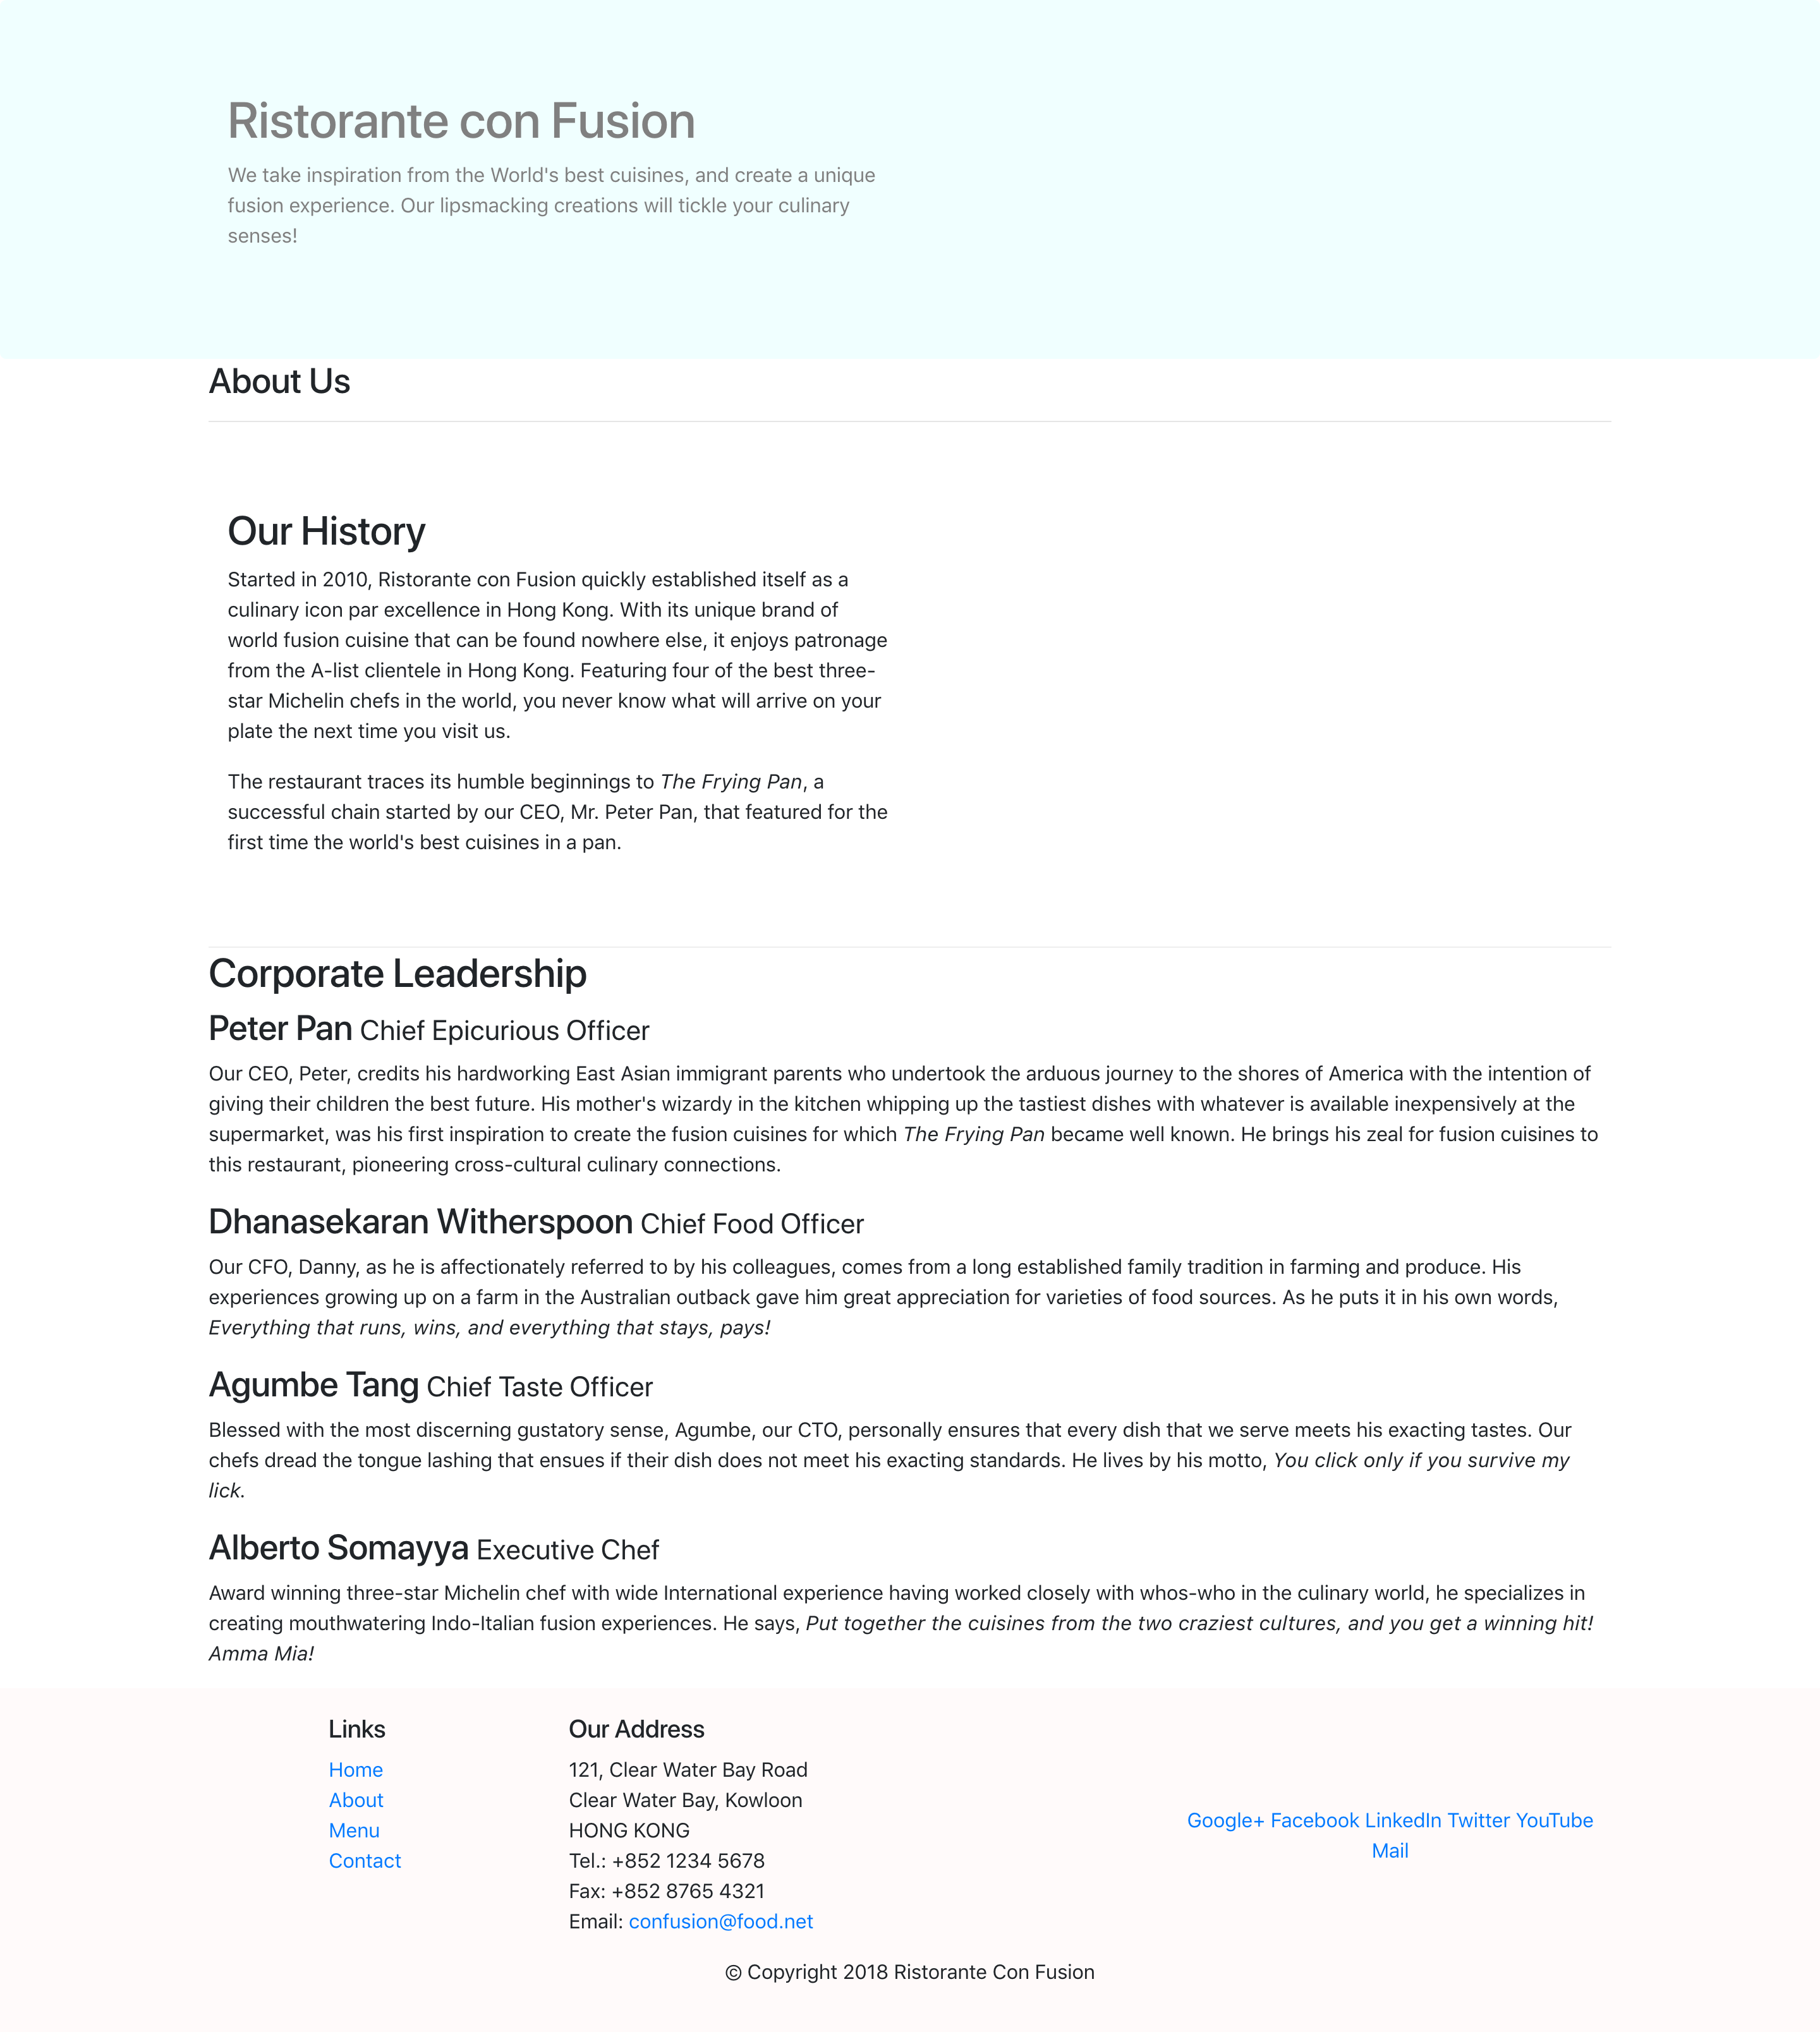 Ristorante con Fusion
We take inspiration from the World's best cuisines, and create a unique
fusion experience. Our lipsmacking creations will tickle your culinary
senses!
About Us
Our History
Started in 2010, Ristorante con Fusion quickly established itself as a
culinary icon par excellence in Hong Kong. With its unique brand of
world fusion cuisine that can be found nowhere else, it enjoys patronage
from the A-list clientele in Hong Kong. Featuring four of the best three-
star Michelin chefs in the world, you never know what will arrive on your
plate the next time you visit us.
The restaurant traces its humble beginnings to The Frying Pan, a
successful chain started by our CEO, Mr. Peter Pan, that featured for the
first time the world's best cuisines in a pan.
Corporate Leadership
Peter Pan Chief Epicurious Officer
Our CEO, Peter, credits his hardworking East Asian immigrant parents who undertook the arduous journey to the shores of America with the intention of
giving their children the best future. His mother's wizardy in the kitchen whipping up the tastiest dishes with whatever is available inexpensively at the
supermarket, was his first inspiration to create the fusion cuisines for which The Frying Pan became well known. He brings his zeal for fusion cuisines to
this restaurant, pioneering cross-cultural culinary connections.
Dhanasekaran Witherspoon Chief Food Officer
Our CFO, Danny, as he is affectionately referred to by his colleagues, comes from a long established family tradition in farming and produce. His
experiences growing up on a farm in the Australian outback gave him great appreciation for varieties of food sources. As he puts it in his own words,
Everything that runs, wins, and everything that stays, pays!
Agumbe Tang Chief Taste Officer
Blessed with the most discerning gustatory sense, Agumbe, our CTO, personally ensures that every dish that we serve meets his exacting tastes. Our
chefs dread the tongue lashing that ensues if their dish does not meet his exacting standards. He lives by his motto, You click only if you survive my
lick.
Alberto Somayya Executive Chef
Award winning three-star Michelin chef with wide International experience having worked closely with whos-who in the culinary world, he specializes in
creating mouthwatering Indo-Italian fusion experiences. He says, Put together the cuisines from the two craziest cultures, and you get a winning hit!
Amma Mia!
Links
Home
About
Menu
Contact
Our Address
121, Clear Water Bay Road
Clear Water Bay, Kowloon
HONG KONG
Tel.: +852 1234 5678
Fax: +852 8765 4321
Email: confusion@food.net
Google+ Facebook LinkedIn Twitter YouTube
Mail
© Copyright 2018 Ristorante Con Fusion